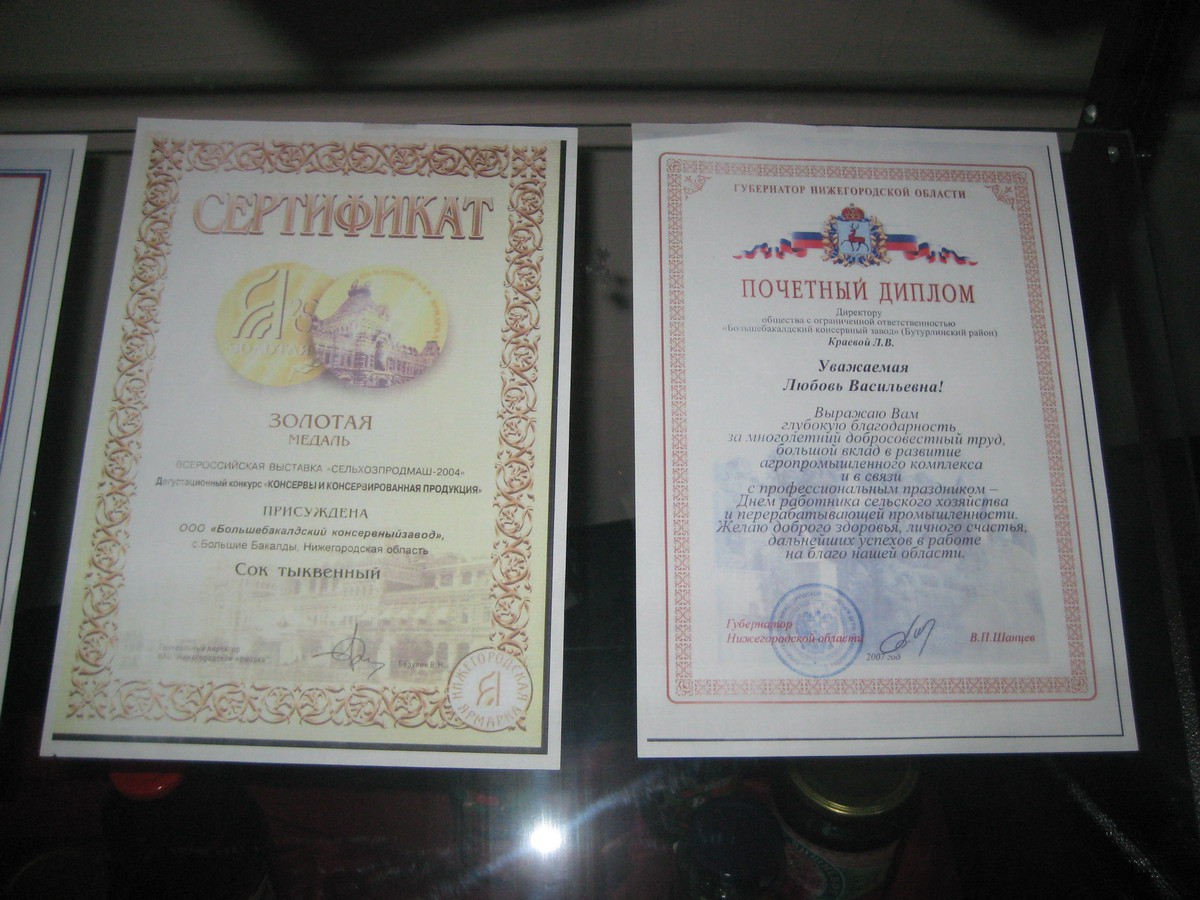 СЕРТИФИКАТ
ЗОЛОТАЯ
ЗОЛОТАЯ
МЕДАЛЬ
ВСЕРОССИЙСКАЯ ВЫСТАВКА «СЕЛЬХОЗПРОДМАШ-2004»
Дегустационный конкурс «КОНСЕРВЫ И КОНСЕРВИРОВАННАЯ ПРОДУКЦИЯ»
ПРИСУЖДЕНА
ООО «Большебакалдский консервныйзавод»,
с Большие Бакалды, Нижегородская область
Сок тыквенный
НИЖЕГОРОДСКАЯ
ЯРМАРКА
ГУБЕРНАТОР НИЖЕГОРОДСКОЙ ОБЛАСТИ
ПОЧЕТНЫЙ ДИПЛОМ
Директору
общества с ограниченной ответственностью
«Большебакалдский консервный завод» (Бутурлинский район)
Краевой Л.В.
Уважаемая
Любовь Васильевна!
Выражаю Вам
глубокую благодарность
за многолетний добросовестный труд,
большой вклад в развитие
агропромышленного комплекса
и в связи
с профессиональным праздником –
Днем работника сельского хозяйства
и перерабатывающей промышленности.
Желаю доброго здоровья, личного счастья,
дальнейших успехов в работе
на благо нашей области.
Губернатор
Нижегородской области
В.П.Шанцев
2007 год